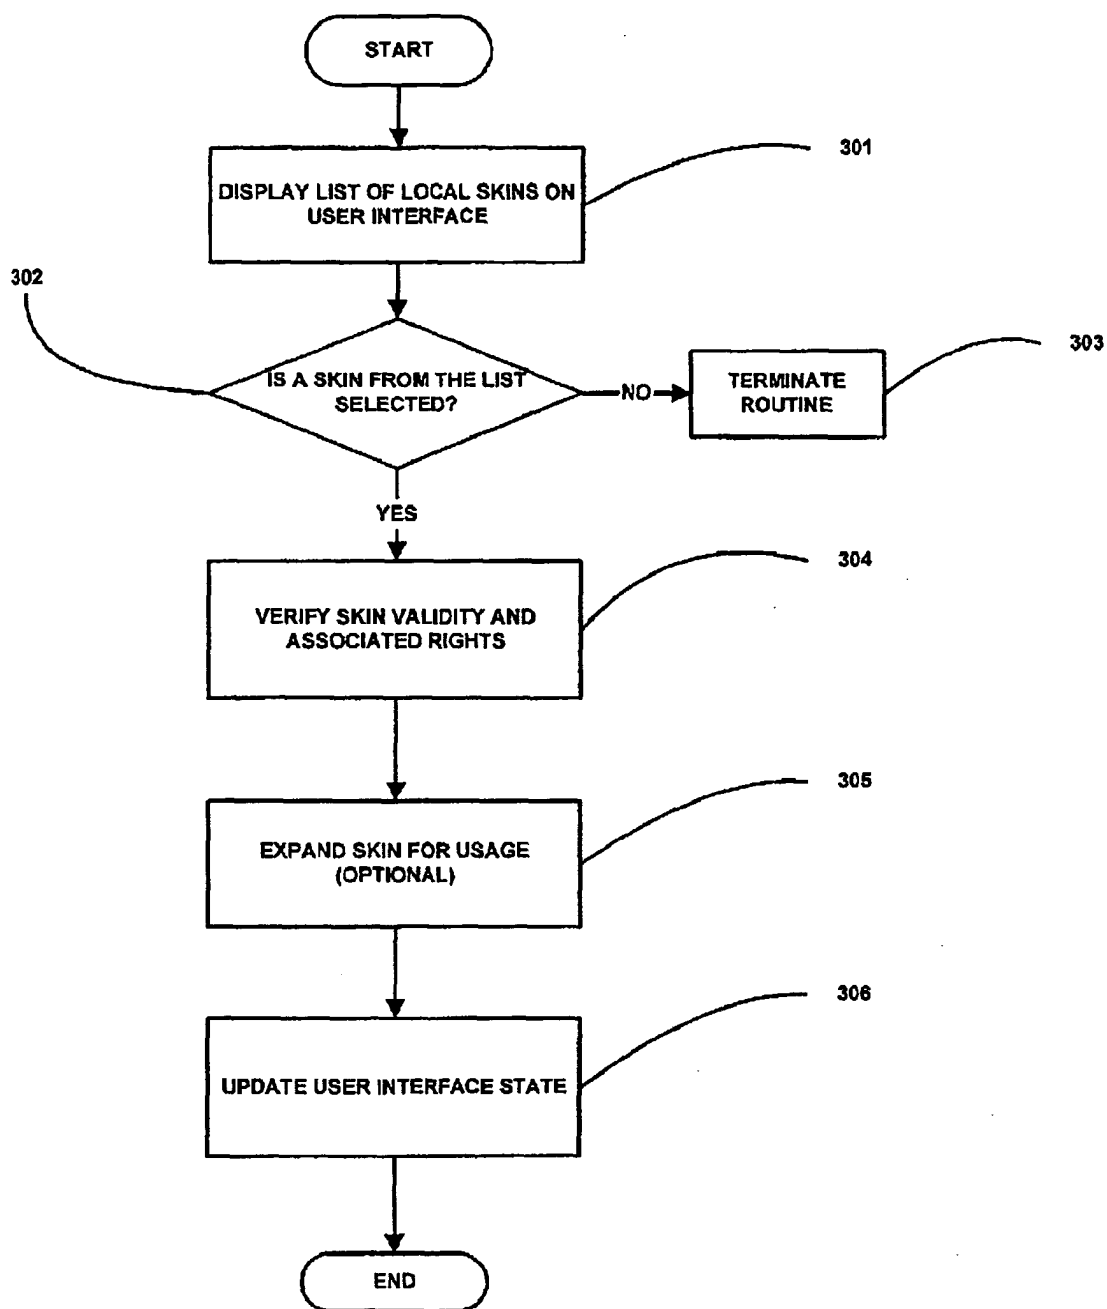 START
301
DISPLAY LIST OF LOCAL SKINS ON
USER INTERFACE
302
IS A SKIN FROM THE LIST
SELECTED?
NO
TERMINATE
ROUTINE
303
YES
304
VERIFY SKIN VALIDITY AND
ASSOCIATED RIGHTS
305
EXPAND SKIN FOR USAGE
(OPTIONAL)
306
UPDATE USER INTERFACE STATE
END